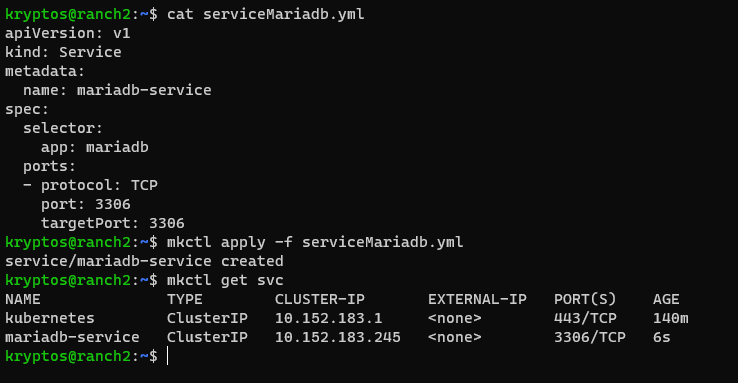 kryptos@ranch2:~$ cat serviceMariadb.yml
apiVersion: v1
kind: Service
metadata:
  name: mariadb-service
spec:
  selector:
    app: mariadb
  ports:
  - protocol: TCP
    port: 3306
    targetPort: 3306
kryptos@ranch2:~$ mkctl apply -f serviceMariadb.yml
service/mariadb-service created
kryptos@ranch2:~$ mkctl get svc
NAME              TYPE        CLUSTER-IP       EXTERNAL-IP   PORT(S)    AGE
kubernetes        ClusterIP   10.152.183.1     <none>        443/TCP    140m
mariadb-service   ClusterIP   10.152.183.245   <none>        3306/TCP   6s
kryptos@ranch2:~$